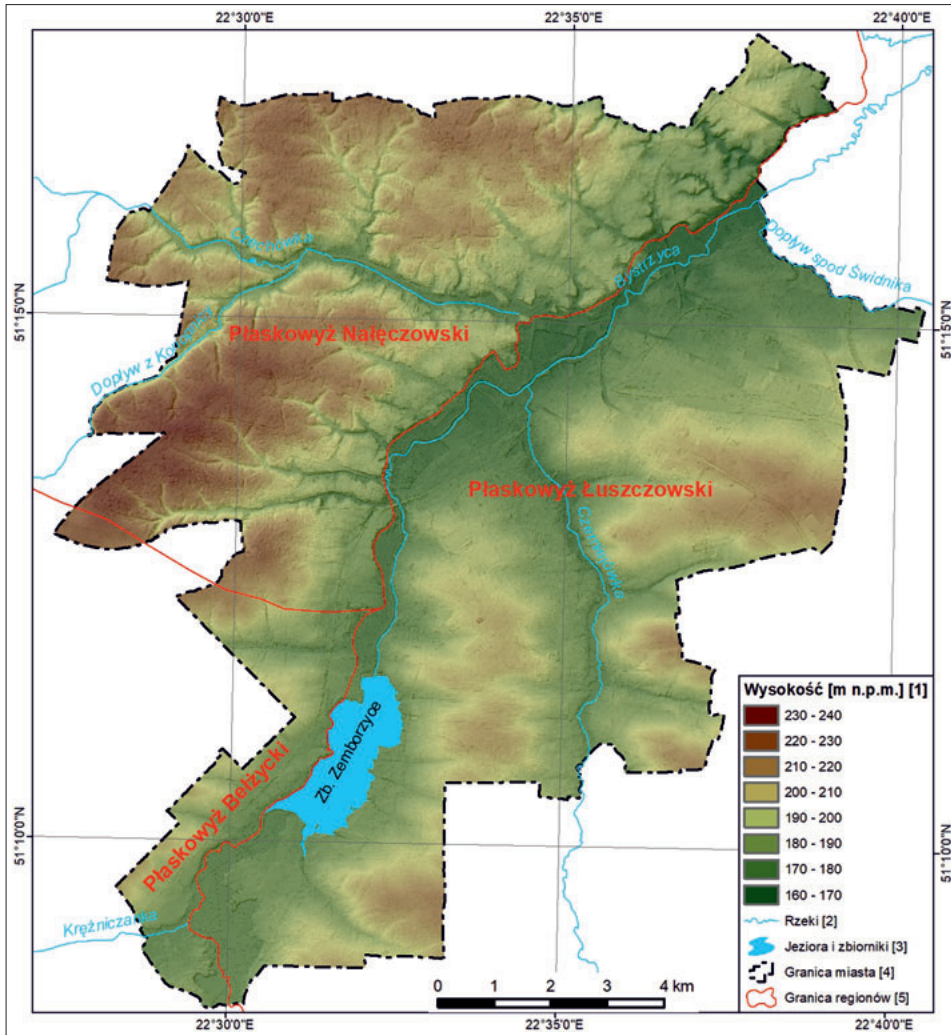 22°30'0"E
22°35'0"E
22°40'0"E
51°15'0"N
51°15'0"N
51°10'0"N
51°10'0"N
Czechówka
Bystrzyca
Dopływ spod Świdnika
Płaskowyż Nałęczowski
Dopływ z Konopnicy
Płaskowyż Łuszczowski
Czerniejówka
Zb. Zemborzyce
Płaskowyż Bełżycki
Krężniczanka
Wysokość [m n.p.m.] [1]
230 - 240
220 - 230
210 - 220
200 - 210
190 - 200
180 - 190
170 - 180
160 - 170
Rzeki [2]
Jeziora i zbiorniki [3]
Granica miasta [4]
Granica regionów [5]
0 1 2 3 4 km
22°30'0"E
22°35'0"E
22°40'0"E